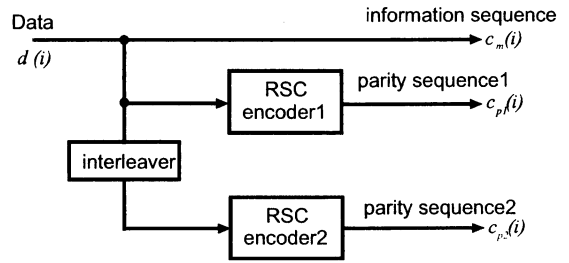 Data
information sequence
d (i)
c_m(i)
RSC
encoder1
parity sequence1
c_p1(i)
interleaver
RSC
encoder2
parity sequence2
c_p2(i)